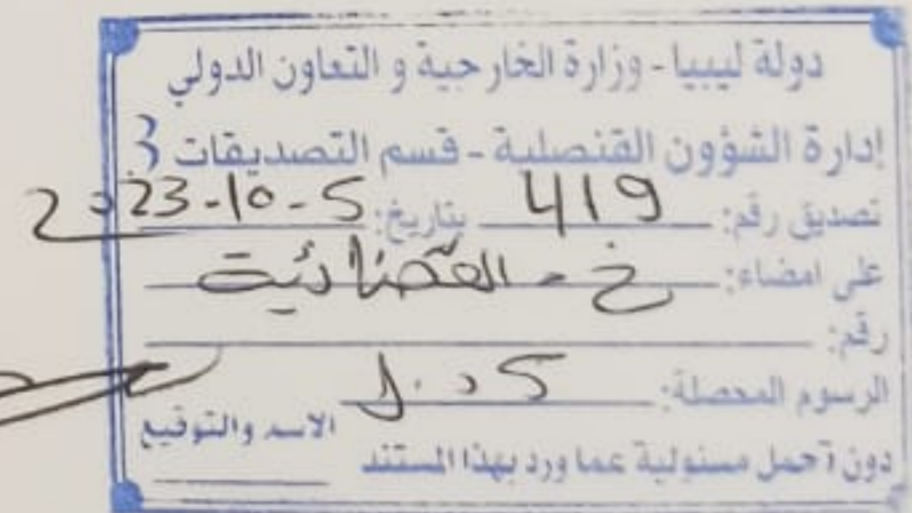 دولة ليبيا - وزارة الخارجية و التعاون الدولي
إدارة الشؤون القنصلية - قسم التصديقات 3
تصديق رقم: 419 بتاريخ: 2023-10-5
على امضاء: خ - القضائية
رقم:
الرسوم المحصلة: 5 د.ل
الاسم والتوقيع
دون تحمل مسئولية عما ورد بهذا المستند